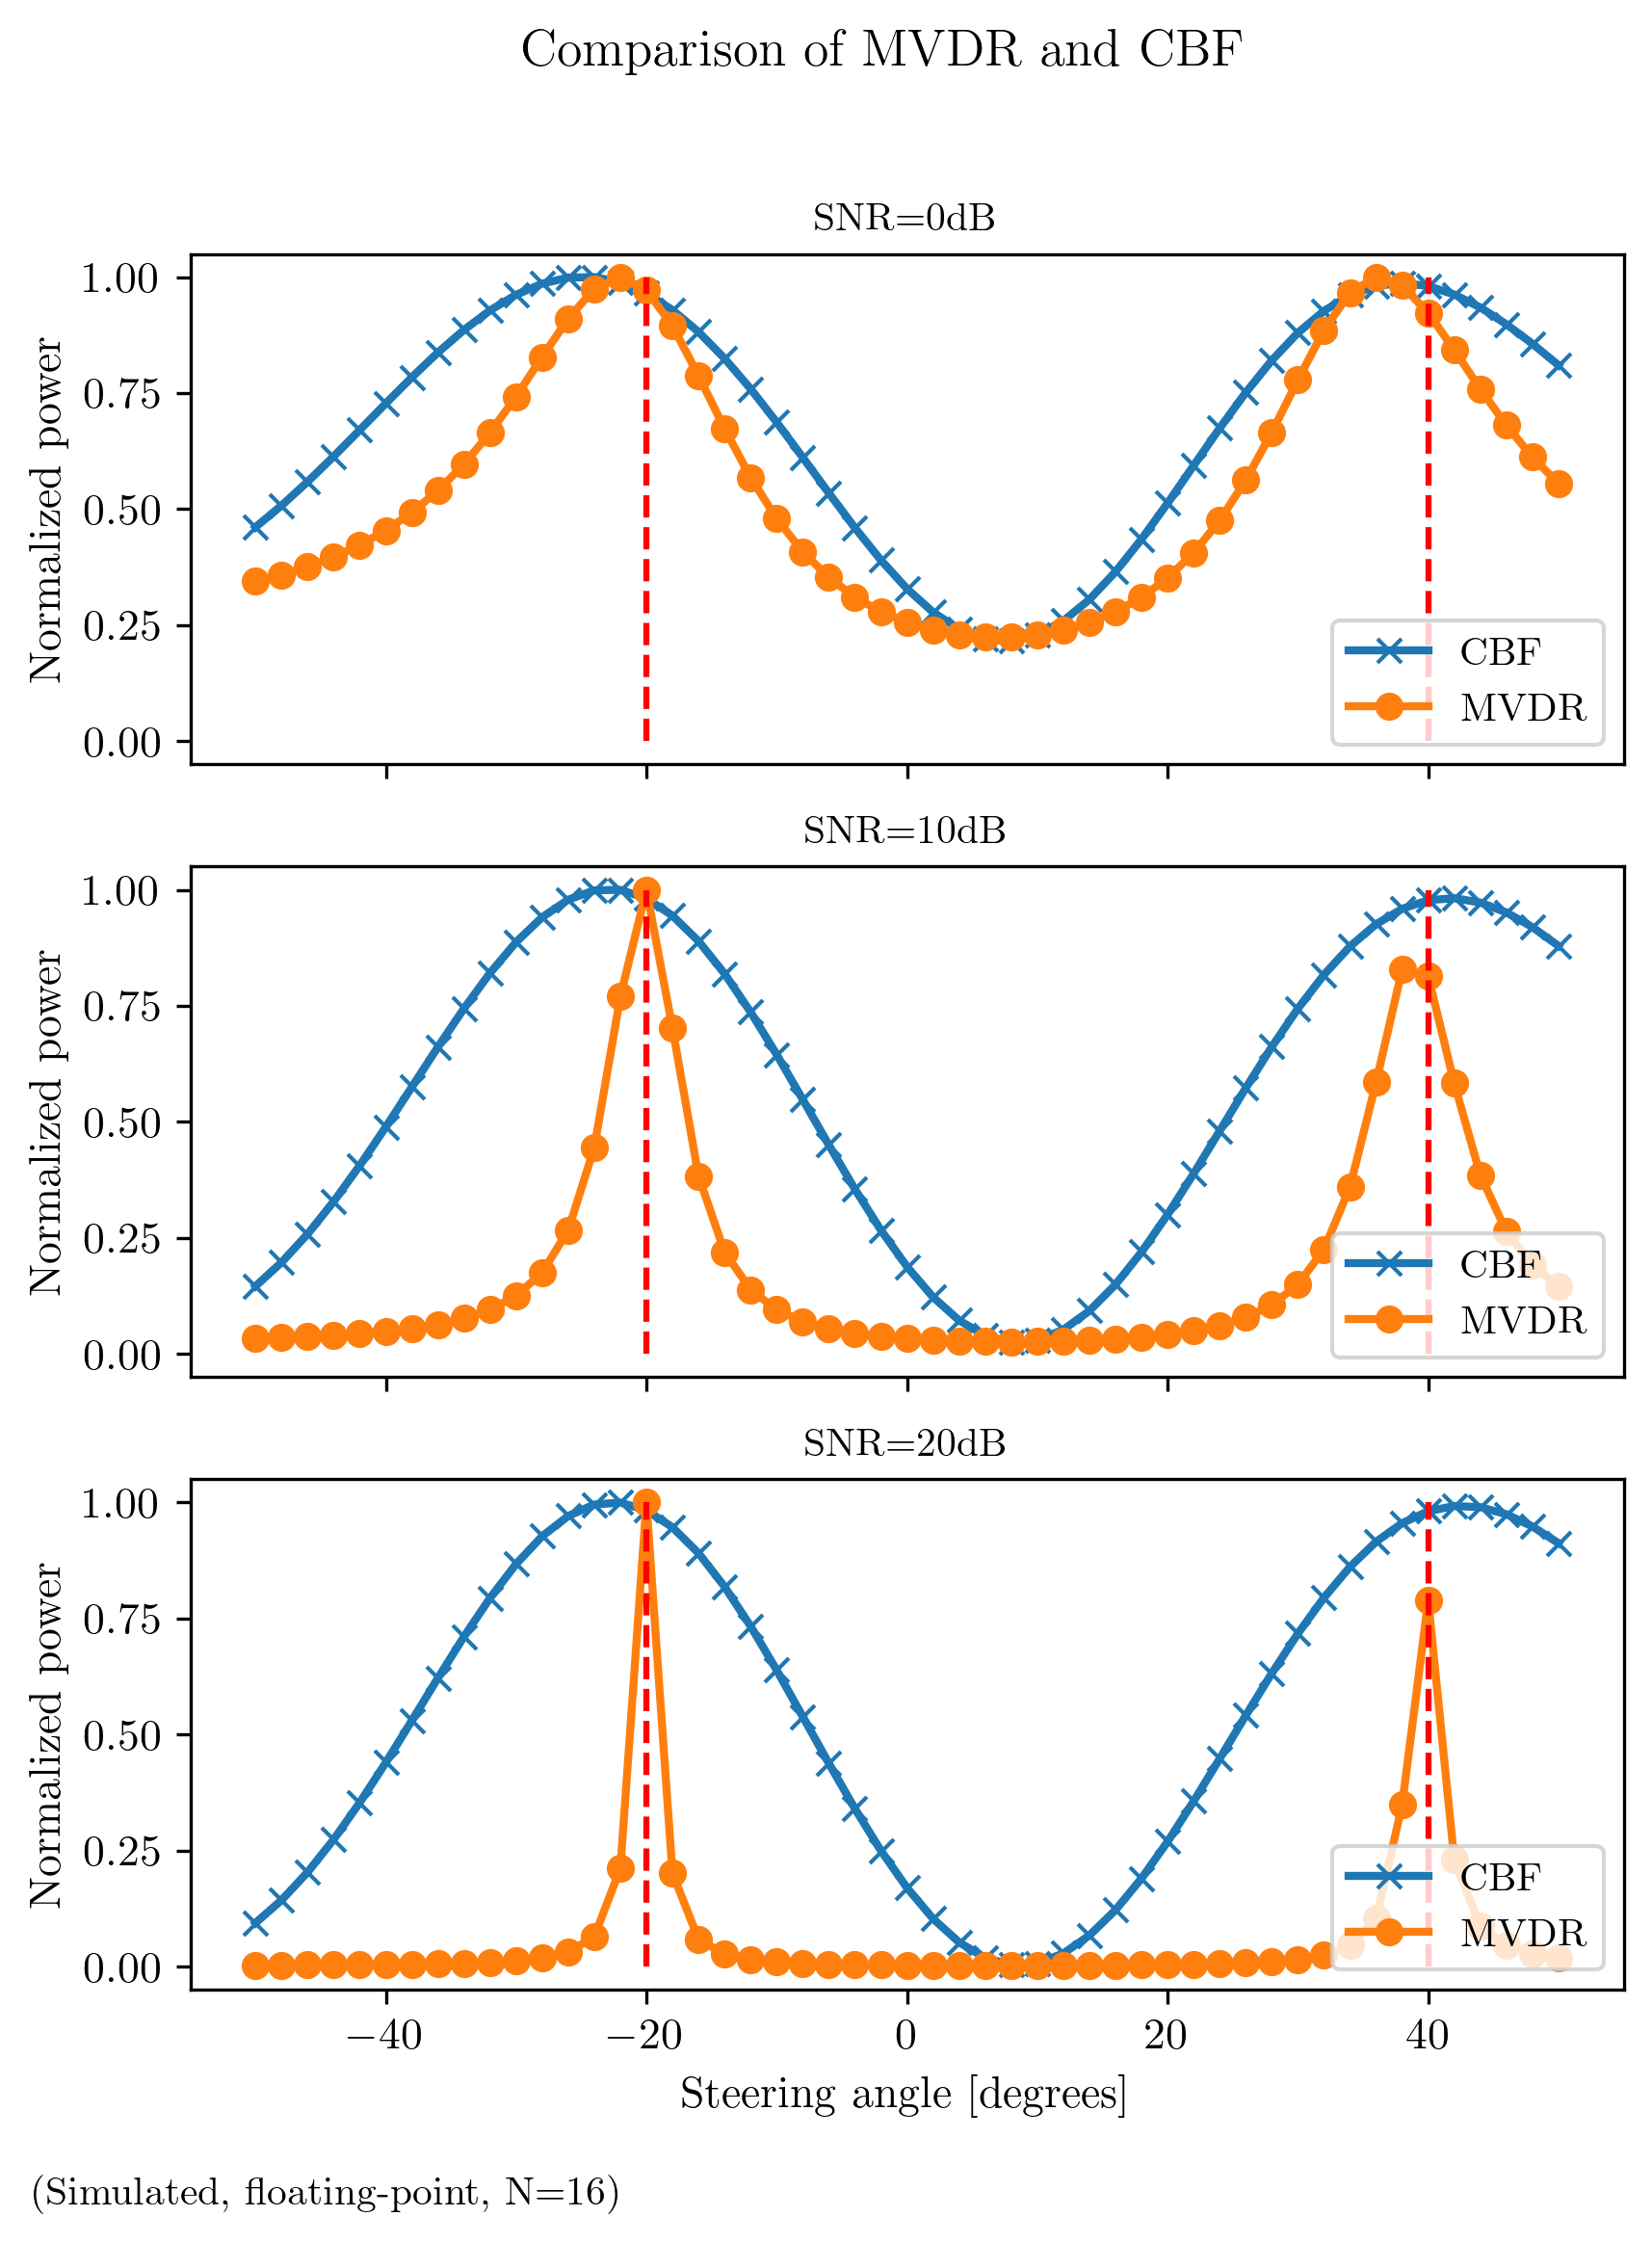 Comparison of MVDR and CBF
SNR=0dB
1.00
0.75
0.50
0.25
0.00
Normalized power
CBF
MVDR
SNR=10dB
1.00
0.75
0.50
0.25
0.00
Normalized power
CBF
MVDR
SNR=20dB
1.00
0.75
0.50
0.25
0.00
Normalized power
CBF
MVDR
−40 −20 0 20 40
Steering angle [degrees]
(Simulated, floating-point, N=16)